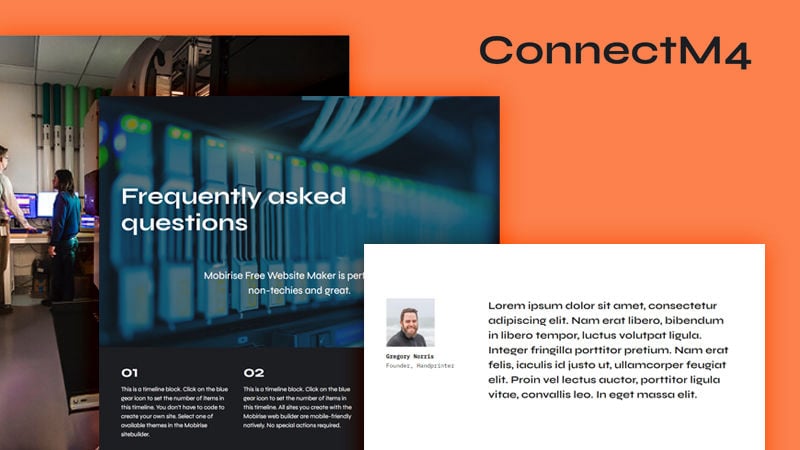 ConnectM4
Frequently asked
questions
Mobirise Free Website Maker is
non-techies and great.
01
This is a timeline block. Click on the blue
gear icon to set the number of items in
this timeline. You don't have to code to
create your own site. Select one of
available themes in the Mobirise
sitebuilder.
02
This is a timeline block. Click on the blue
gear icon to set the number of items in
this timeline. All sites you create with the
Mobirise web builder are mobile-friendly
natively. No special actions required.
Gregory Norris
Founder, Handprinter
Lorem ipsum dolor sit amet, consectetur
adipiscing elit. Nam erat libero, bibendum
in libero tempor, luctus volutpat ligula.
Integer fringilla porttitor pretium. Nam erat
felis, iaculis id justo ut, ullamcorper feugiat
elit. Proin vel lectus auctor, porttitor ligula
vitae, convallis leo. In eget massa elit.